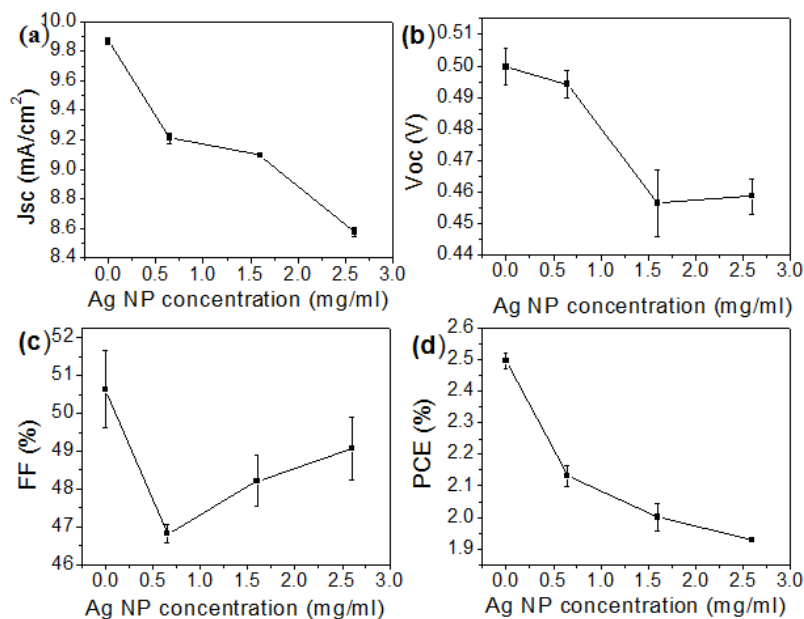 (a)
10.0
9.8
9.6
9.4
9.2
9.0
8.8
8.6
8.4
Jsc (mA/cm²)
0.0 0.5 1.0 1.5 2.0 2.5 3.0
Ag NP concentration (mg/ml)
(b)
0.51
0.50
0.49
0.48
0.47
0.46
0.45
0.44
Voc (V)
0.0 0.5 1.0 1.5 2.0 2.5 3.0
Ag NP concentration (mg/ml)
(c)
52
51
50
49
48
47
46
FF (%)
0.0 0.5 1.0 1.5 2.0 2.5 3.0
Ag NP concentration (mg/ml)
(d)
2.6
2.5
2.4
2.3
2.2
2.1
2.0
1.9
PCE (%)
0.0 0.5 1.0 1.5 2.0 2.5 3.0
Ag NP concentration (mg/ml)